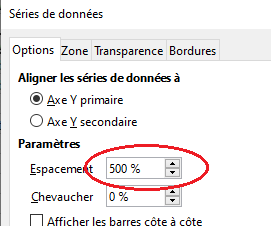 Séries de données
Options Zone Transparence Bordures
Aligner les séries de données à
Axe Y primaire
Axe Y secondaire
Paramètres
Espacement 500 %
Chevaucher 0 %
Afficher les barres côte à côte